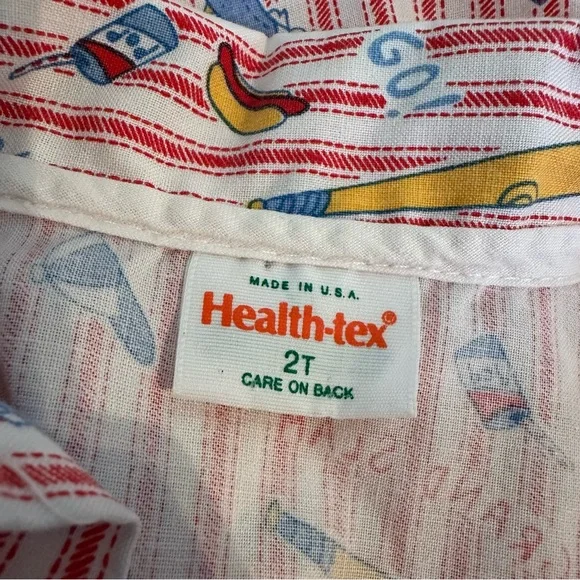 GO!
MADE IN U.S.A.
Health-tex®
2T
CARE ON BACK